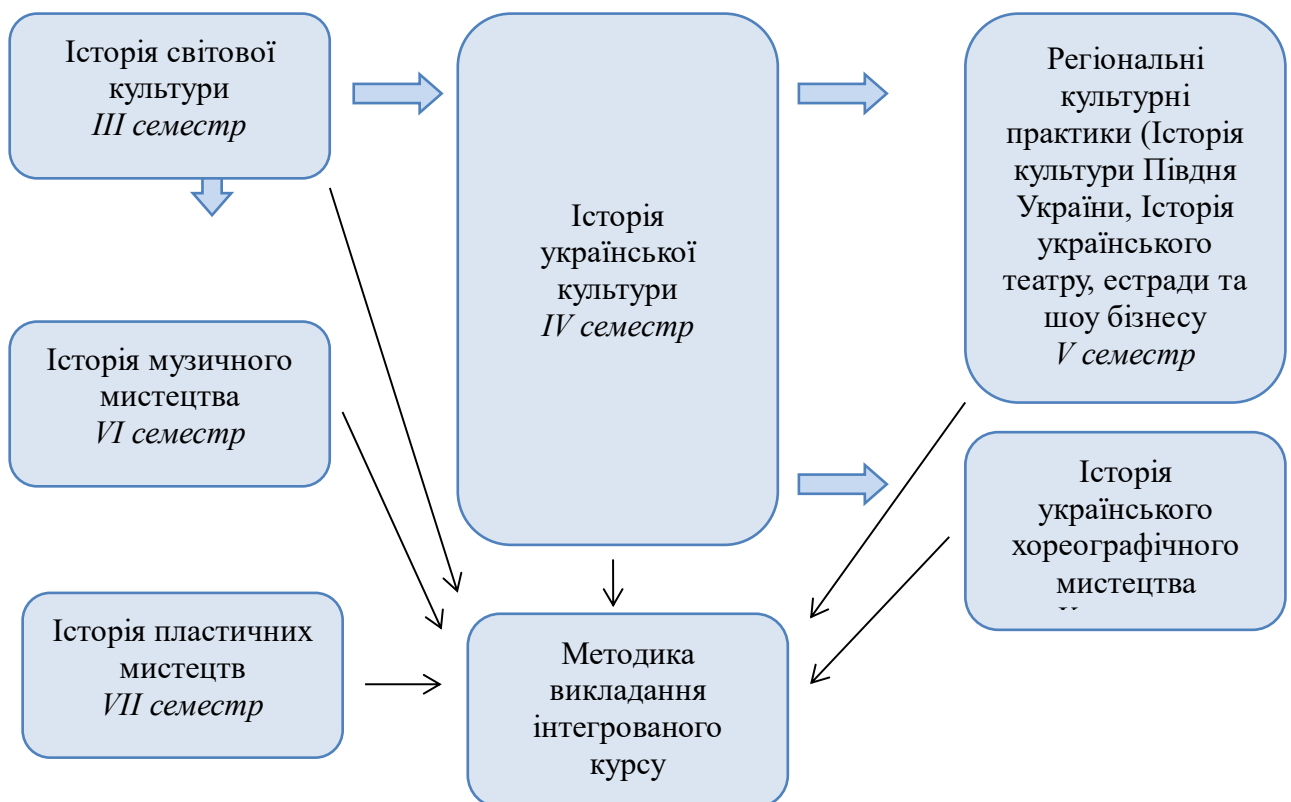 Історія світової
культури
III семестр
Історія
української
культури
IV семестр
Регіональні
культурні
практики (Історія
культури Півдня
України, Історія
українського
театру, естради та
шоу бізнесу
V семестр
Історія музичного
мистецтва
VI семестр
Історія
українського
хореографічного
мистецтва
Історія пластичних
мистецтв
VII семестр
Методика
викладання
інтегрованого
курсу